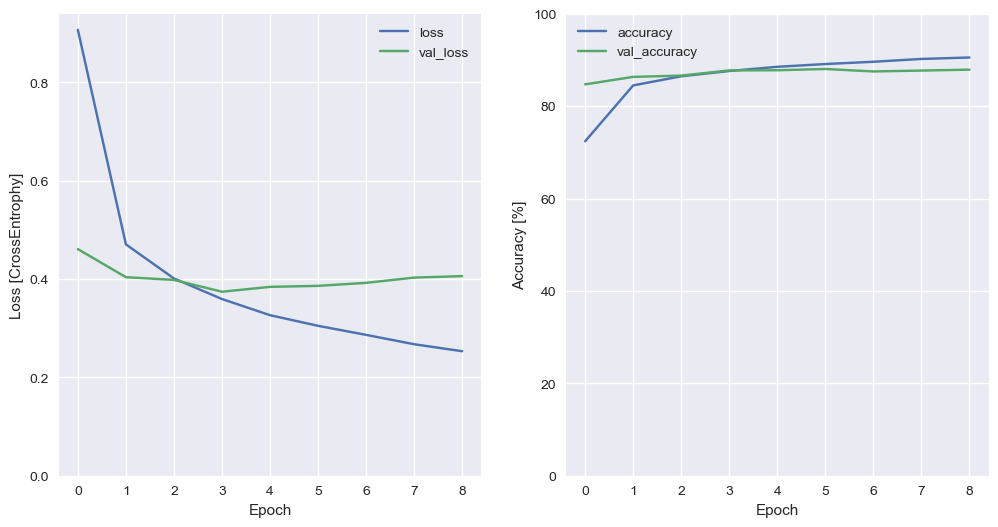 loss
val_loss
0.8
0.6
0.4
0.2
0.0
Loss [CrossEntrophy]
0 1 2 3 4 5 6 7 8
Epoch
accuracy
val_accuracy
100
80
60
40
20
0
Accuracy [%]
0 1 2 3 4 5 6 7 8
Epoch